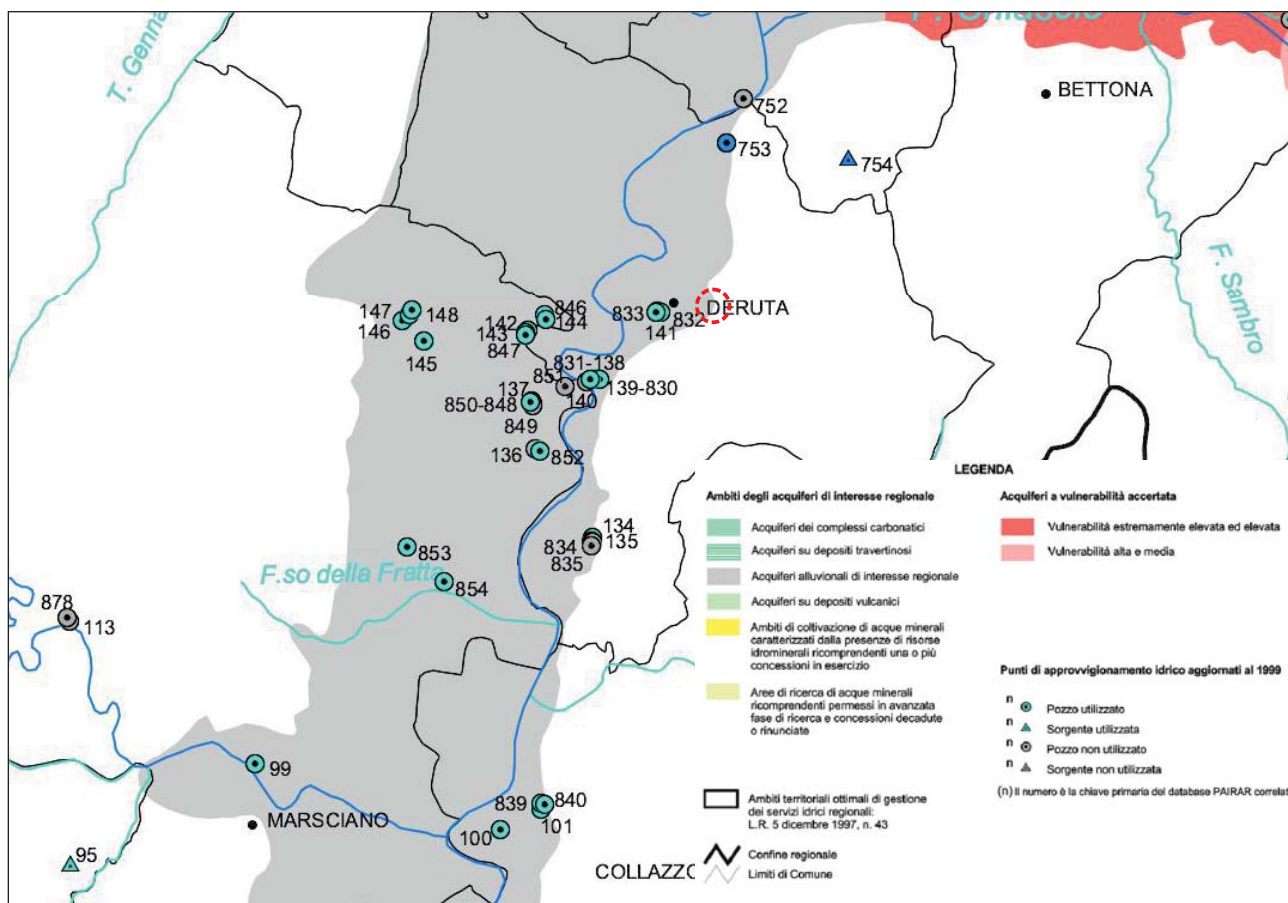 F. Chiascio
T. Genna
BETTONA
752
753
754
F. Sambro
147
148
146
145
846
142
144
143
847
833
832
141
DERUTA
831-138
851
139-830
140
137
850-848
849
136
852
134
834
135
835
853
F.so della Fratta
854
878
113
99
MARSCIANO
839
840
101
100
95
COLLAZZO
LEGENDA
Ambiti degli acquiferi di interesse regionale
Acquiferi dei complessi carbonatici
Acquiferi su depositi travertinosi
Acquiferi alluvionali di interesse regionale
Acquiferi su depositi vulcanici
Ambiti di coltivazione di acque minerali
caratterizzati dalla presenza di risorse
idrominerali ricomprendenti una o più
concessioni in esercizio
Aree di ricerca di acque minerali
ricomprendenti permessi in avanzata
fase di ricerca e concessioni decadute
o rinunciate
Ambiti territoriali ottimali di gestione
dei servizi idrici regionali:
L.R. 5 dicembre 1997, n. 43
Confine regionale
Limiti di Comune
Acquiferi a vulnerabilità accertata
Vulnerabilità estremamente elevata ed elevata
Vulnerabilità alta e media
Punti di approvvigionamento idrico aggiornati al 1999
n Pozzo utilizzato
n Sorgente utilizzata
n Pozzo non utilizzato
n Sorgente non utilizzata
(n) Il numero è la chiave primaria del database PAIRAR correlat